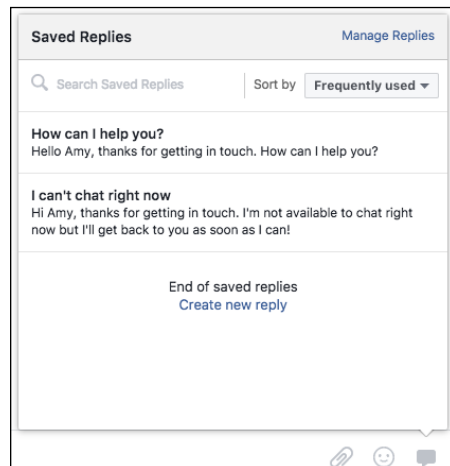 Saved Replies
Manage Replies
Search Saved Replies
Sort by
Frequently used
How can I help you?
Hello Amy, thanks for getting in touch. How can I help you?
I can't chat right now
Hi Amy, thanks for getting in touch. I'm not available to chat right
now but I'll get back to you as soon as I can!
End of saved replies
Create new reply